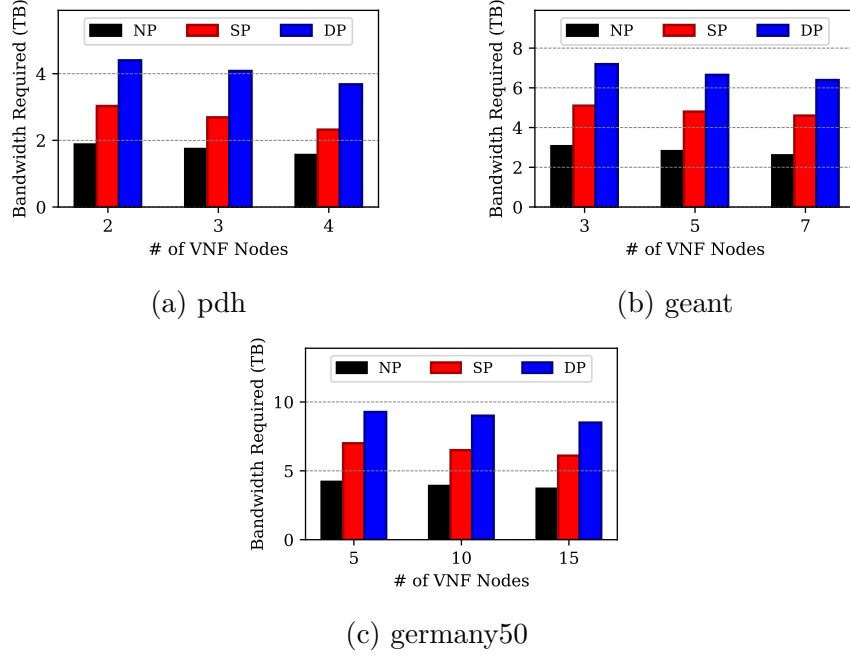 Bandwidth Required (TB)
NP SP DP
4
2
0
2 3 4
# of VNF Nodes
(a) pdh
Bandwidth Required (TB)
NP SP DP
8
6
4
2
0
3 5 7
# of VNF Nodes
(b) geant
Bandwidth Required (TB)
NP SP DP
10
5
0
5 10 15
# of VNF Nodes
(c) germany50